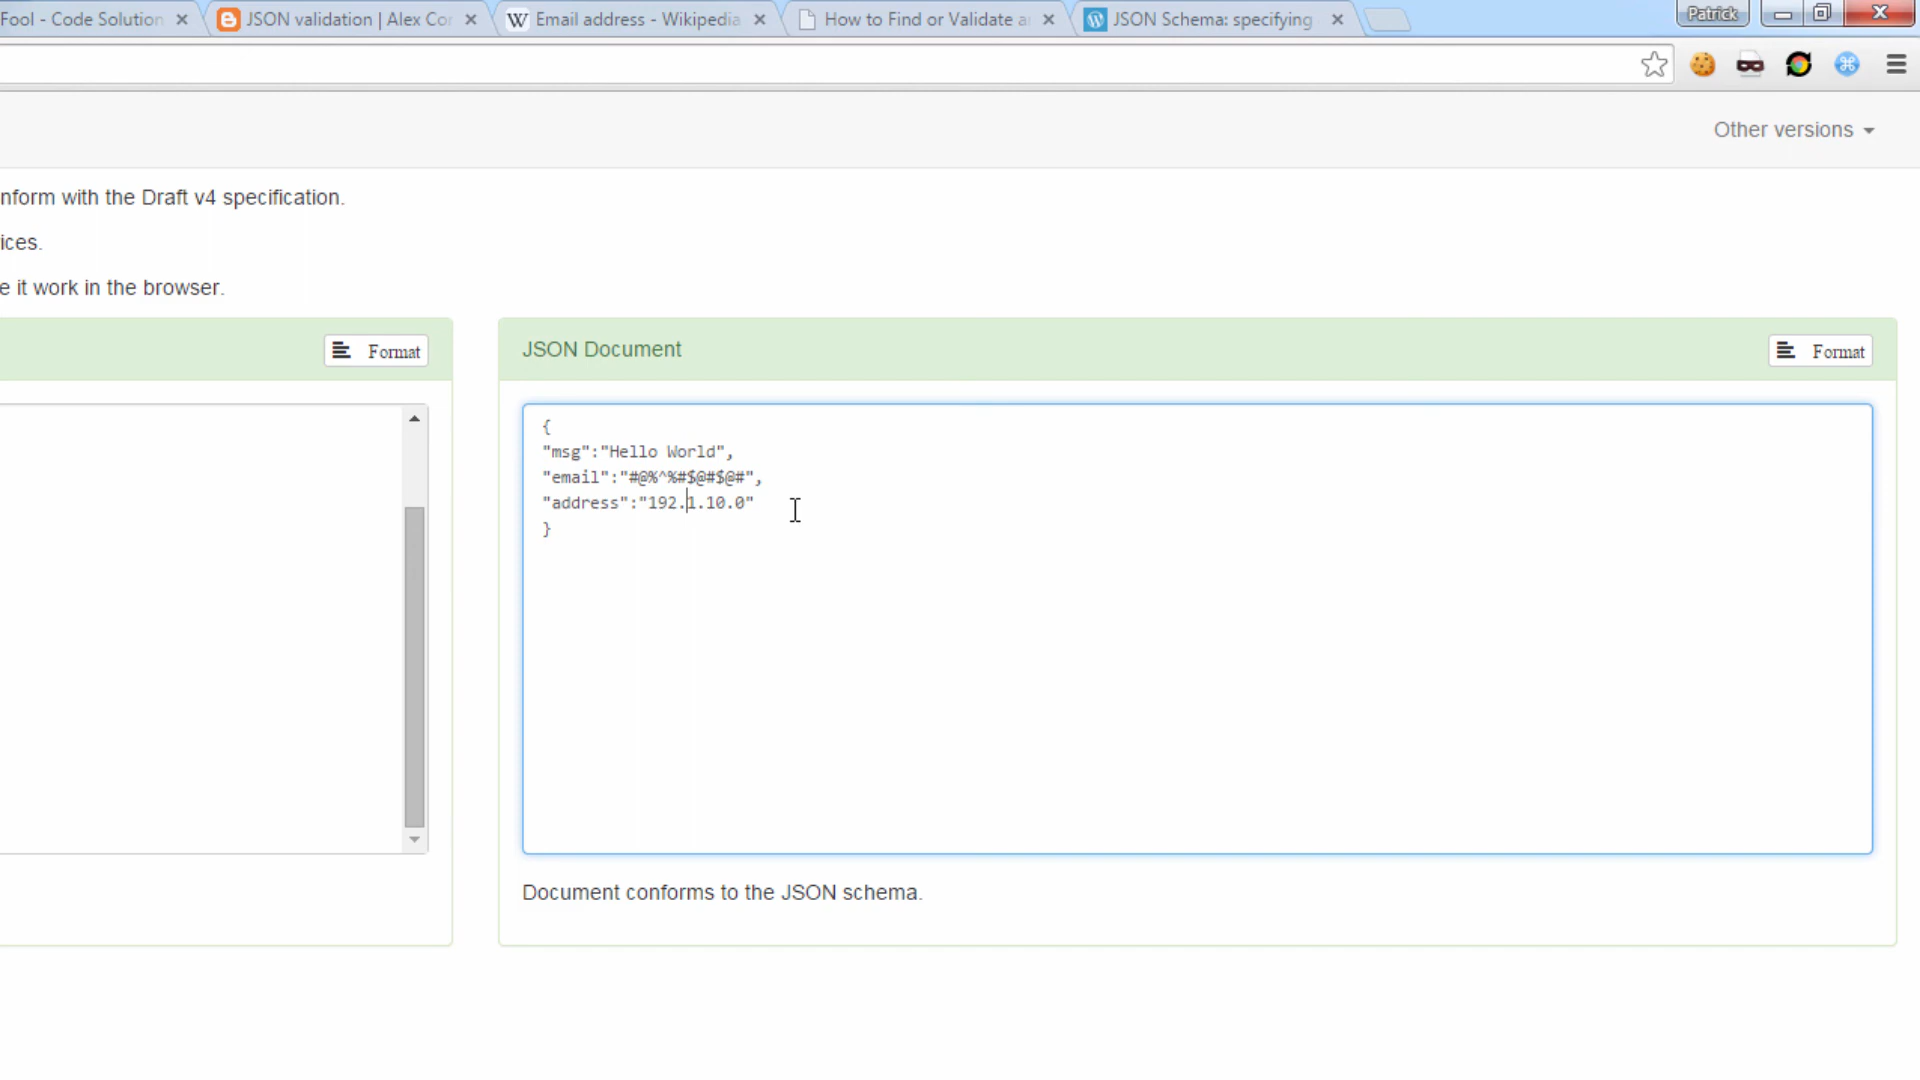 Fool - Code Solution
JSON validation | Alex Cor
Email address - Wikipedia
How to Find or Validate a
JSON Schema: specifying
Patrick
Other versions
nform with the Draft v4 specification.
ices.
e it work in the browser.
Format
JSON Document
Format
{
"msg":"Hello World",
"email":"#@%^%#$@#$@#",
"address":"192.1.10.0"
}
Document conforms to the JSON schema.